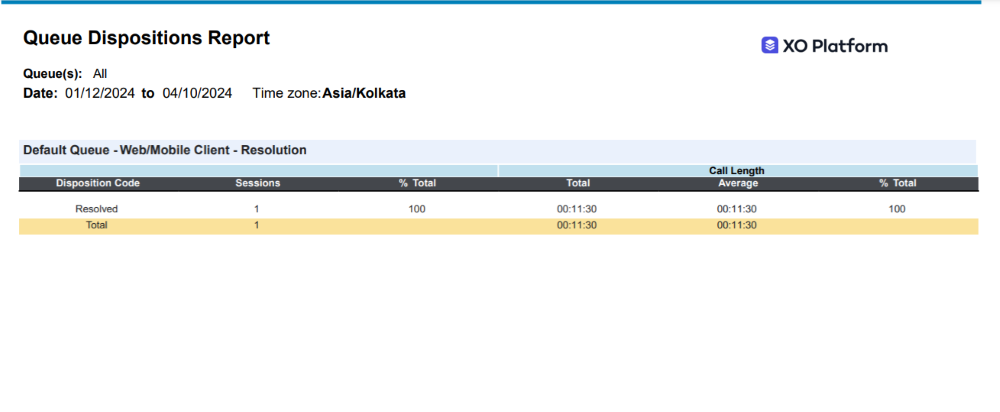 Queue Dispositions Report
XO Platform
Queue(s): All
Date: 01/12/2024 to 04/10/2024 Time zone:Asia/Kolkata
Default Queue - Web/Mobile Client - Resolution
Call Length
Disposition Code Sessions % Total Total Average % Total
Resolved 1 100 00:11:30 00:11:30 100
Total 1 00:11:30 00:11:30